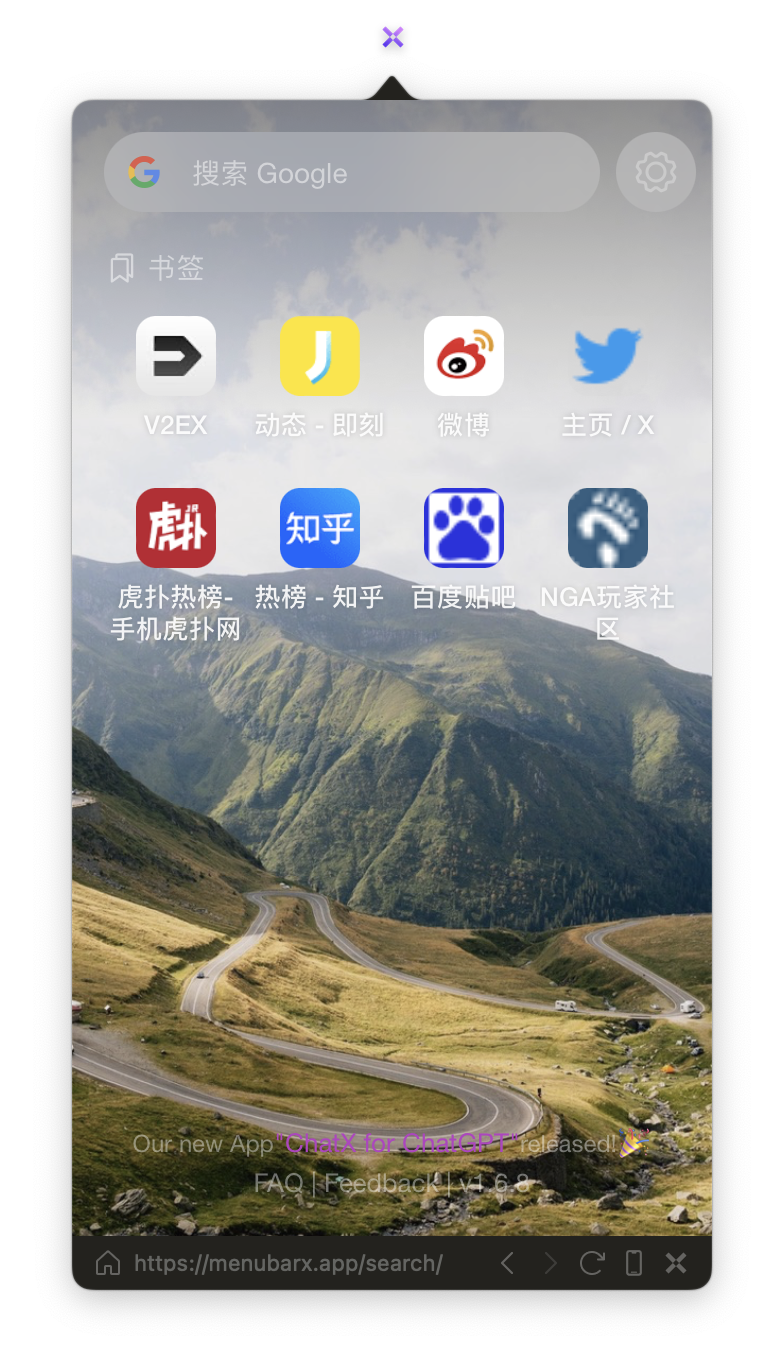 搜索 Google
书签
V2EX
动态 - 即刻
微博
主页 / X
虎扑
JR
知乎
虎扑热榜-
手机虎扑网
热榜 - 知乎
百度贴吧
NGA玩家社
区
Our new App "ChatX for ChatGPT" released!🎉
FAQ | Feedback | v1.6.8
https://menubarx.app/search/